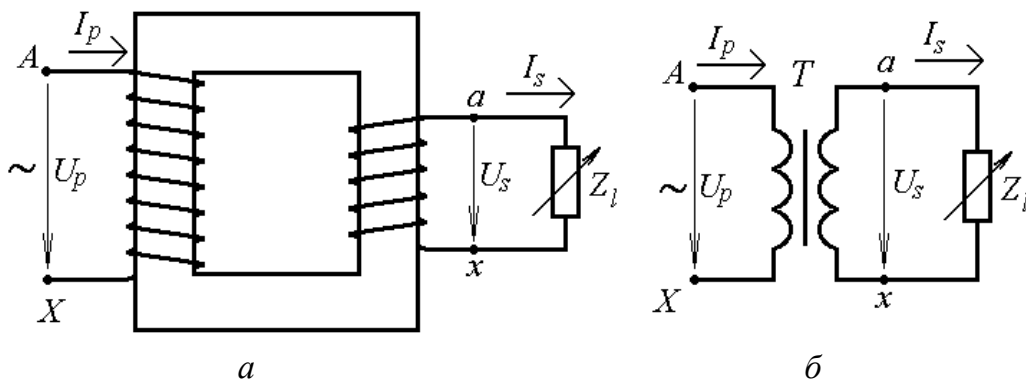 I_p
A
~ U_p
X
a
I_s
U_s
Z_l
x
а
I_p
A
T
~ U_p
X
a
I_s
U_s
Z_l
x
б